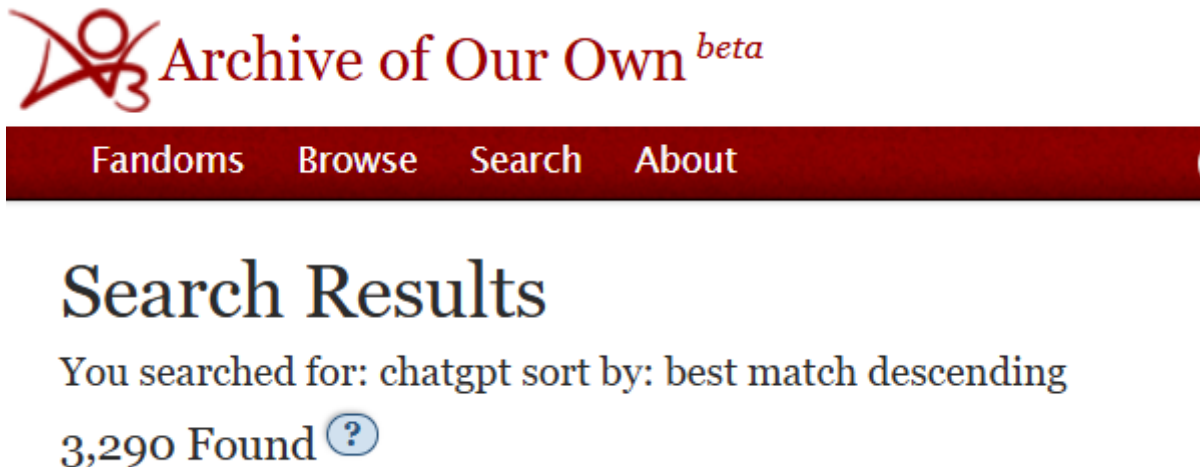 Archive of Our Own beta
Fandoms Browse Search About
Search Results
You searched for: chatgpt sort by: best match descending
3,290 Found ?